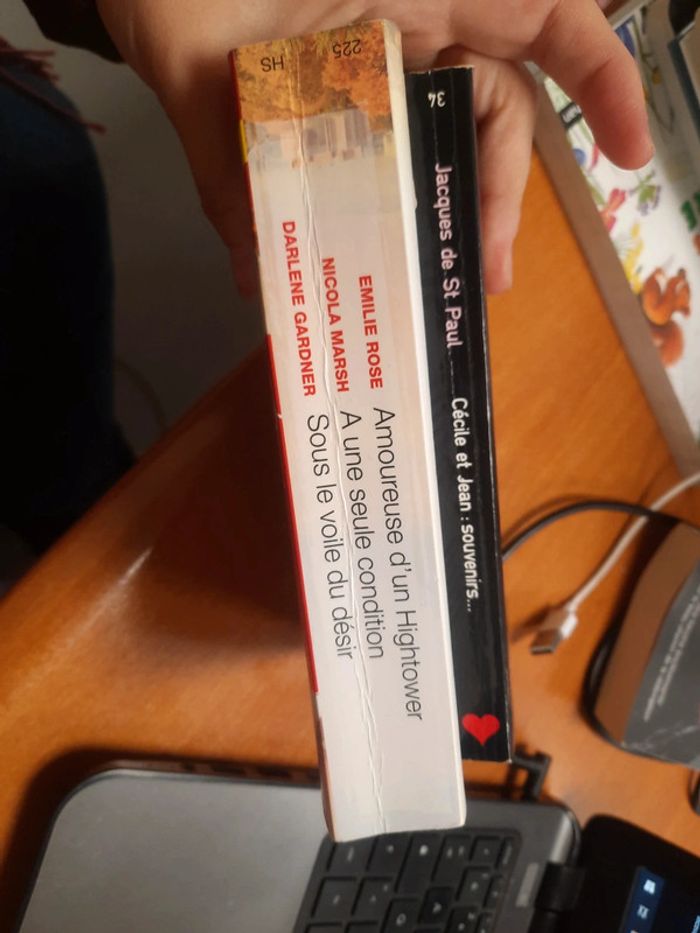 HS 225
EMILIE ROSE Amoureuse d'un Hightower
NICOLA MARSH A une seule condition
DARLENE GARDNER Sous le voile du désir
34 Jacques de St Paul Cécile et Jean : souvenirs...